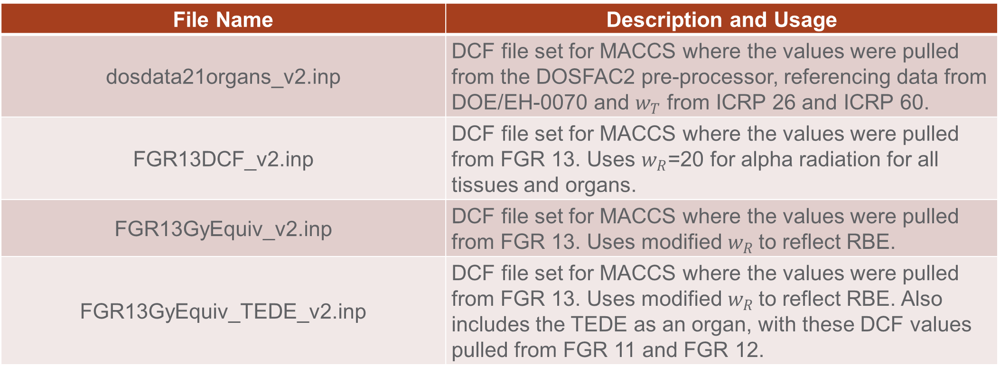 File Name
Description and Usage
dosdata21organs_v2.inp
DCF file set for MACCS where the values were pulled
from the DOSFAC2 pre-processor, referencing data from
DOE/EH-0070 and w_T from ICRP 26 and ICRP 60.
FGR13DCF_v2.inp
DCF file set for MACCS where the values were pulled
from FGR 13. Uses w_R=20 for alpha radiation for all
tissues and organs.
FGR13GyEquiv_v2.inp
DCF file set for MACCS where the values were pulled
from FGR 13. Uses modified w_R to reflect RBE.
FGR13GyEquiv_TEDE_v2.inp
DCF file set for MACCS where the values were pulled
from FGR 13. Uses modified w_R to reflect RBE. Also
includes the TEDE as an organ, with these DCF values
pulled from FGR 11 and FGR 12.